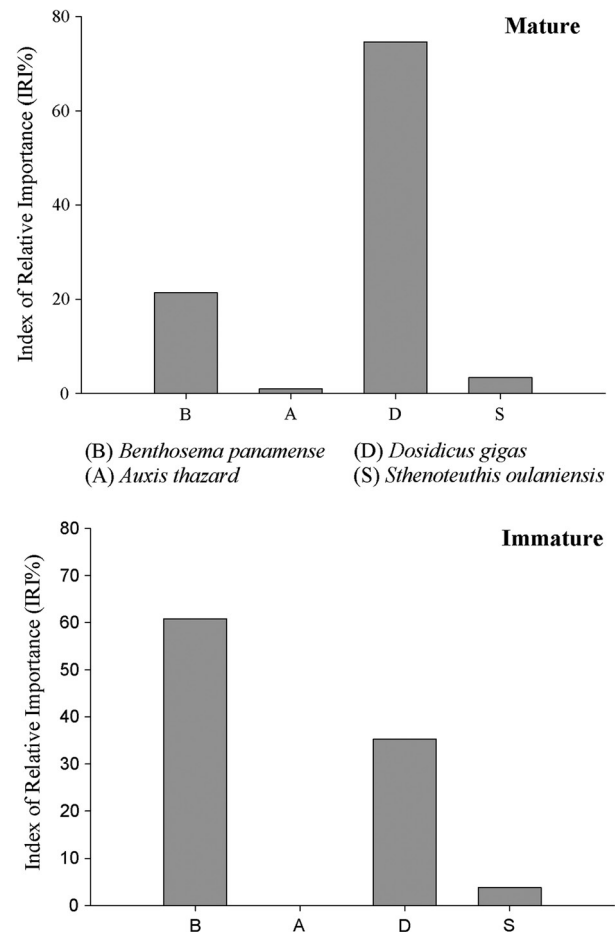 Mature
Index of Relative Importance (IRI%)
80
60
40
20
0
B A D S
(B) Benthosema panamense (D) Dosidicus gigas
(A) Auxis thazard (S) Sthenoteuthis oulaniensis
Immature
Index of Relative Importance (IRI%)
80
70
60
50
40
30
20
10
0
B A D S